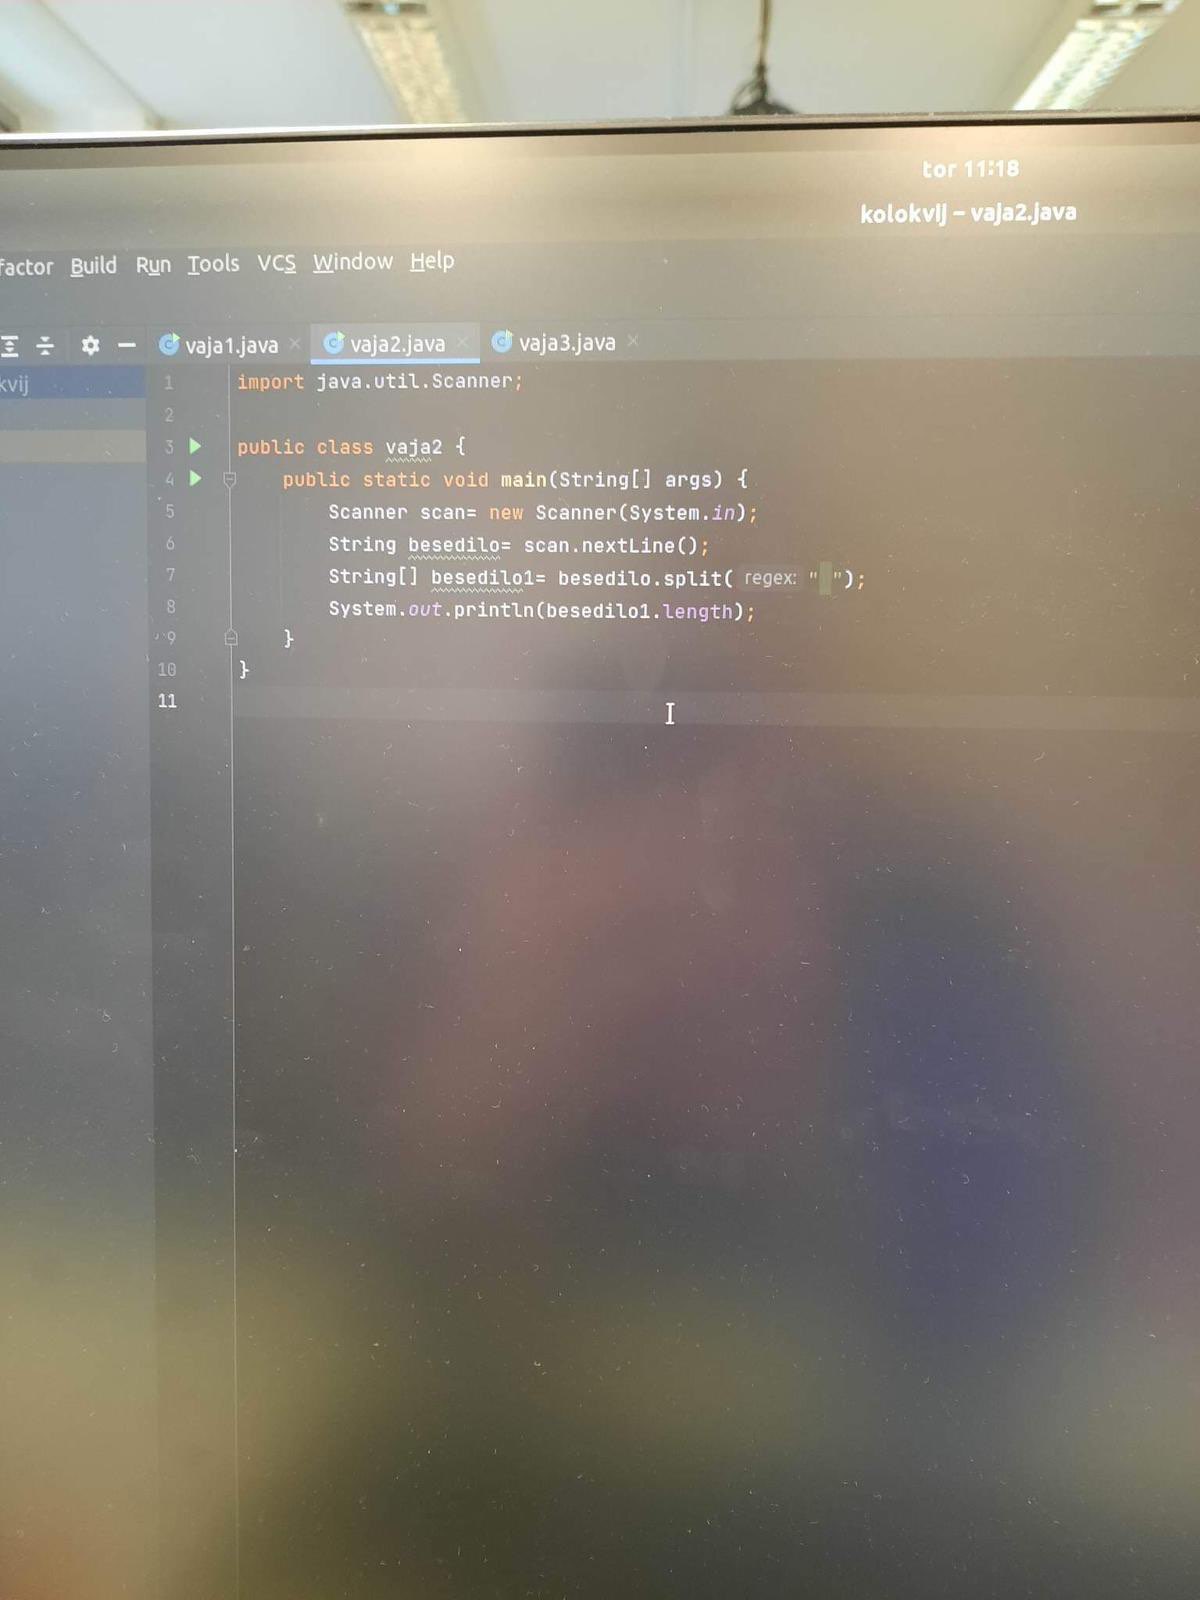 tor 11:18
kolokvij – vaja2.java
factor Build Run Tools VCS Window Help
vaja1.java vaja2.java vaja3.java
kvij
1 import java.util.Scanner;
2
3 public class vaja2 {
4 public static void main(String[] args) {
5 Scanner scan= new Scanner(System.in);
6 String besedilo= scan.nextLine();
7 String[] besedilo1= besedilo.split( regex: " ");
8 System.out.println(besedilo1.length);
9 }
10 }
11